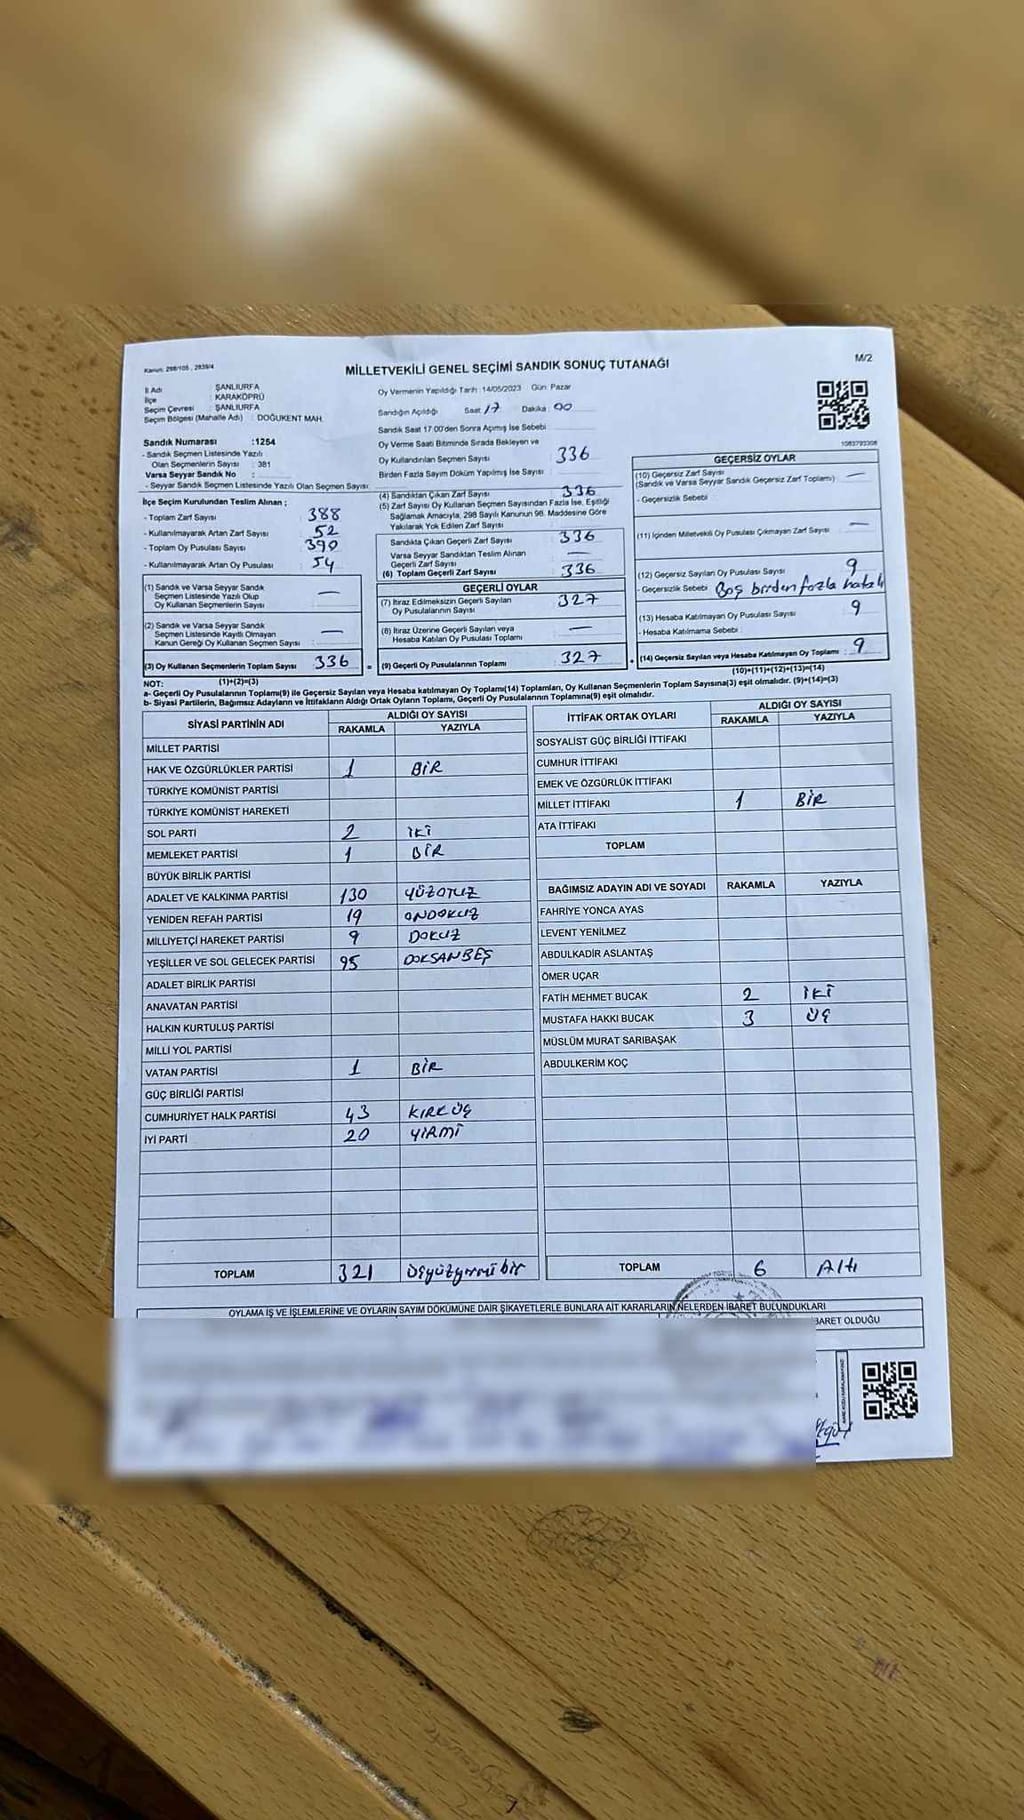 Kanun: 298/105 , 2839/4
MİLLETVEKİLİ GENEL SEÇİMİ SANDIK SONUÇ TUTANAĞI
M/2
İl Adı : ŞANLIURFA
İlçe : KARAKÖPRÜ
Seçim Çevresi : ŞANLIURFA
Seçim Bölgesi (Mahalle Adı) : DOĞUKENT MAH.
Oy Vermenin Yapıldığı Tarih : 14/05/2023 Gün: Pazar
Sandığın Açıldığı Saat 17 Dakika 00
Sandık Saat 17.00'den Sonra Açılmış İse Sebebi
Oy Verme Saati Bitiminde Sırada Bekleyen ve
Oy Kullandırılan Seçmen Sayısı 336
Birden Fazla Sayım Döküm Yapılmış İse Sayısı
Sandık Numarası :1254
- Sandık Seçmen Listesinde Yazılı
Olan Seçmenlerin Sayısı : 381
Varsa Seyyar Sandık No :
- Seyyar Sandık Seçmen Listesinde Yazılı Olan Seçmen Sayısı
İlçe Seçim Kurulundan Teslim Alınan ;
- Toplam Zarf Sayısı 388
- Kullanılmayarak Artan Zarf Sayısı 52
- Toplam Oy Pusulası Sayısı 390
- Kullanılmayarak Artan Oy Pusulası 54
(1) Sandık ve Varsa Seyyar Sandık
Seçmen Listesinde Yazılı Olup
Oy Kullanan Seçmenlerin Sayısı —
(2) Sandık ve Varsa Seyyar Sandık
Seçmen Listesinde Kayıtlı Olmayan
Kanun Gereği Oy Kullanan Seçmen Sayısı : —
(3) Oy Kullanan Seçmenlerin Toplam Sayısı 336
(4) Sandıktan Çıkan Zarf Sayısı 336
(5) Zarf Sayısı Oy Kullanan Seçmen Sayısından Fazla İse, Eşitliği
Sağlamak Amacıyla, 298 Sayılı Kanunun 98. Maddesine Göre
Yakılarak Yok Edilen Zarf Sayısı
Sandıkta Çıkan Geçerli Zarf Sayısı 336
Varsa Seyyar Sandıktan Teslim Alınan
Geçerli Zarf Sayısı —
(6) Toplam Geçerli Zarf Sayısı 336
GEÇERLİ OYLAR
(7) İtiraz Edilmeksizin Geçerli Sayılan
Oy Pusulalarının Sayısı 327
(8) İtiraz Üzerine Geçerli Sayılan veya
Hesaba Katılan Oy Pusulası Toplamı —
= (9) Geçerli Oy Pusulalarının Toplamı 327
1083793308
GEÇERSİZ OYLAR
(10) Geçersiz Zarf Sayısı —
(Sandık ve Varsa Seyyar Sandık Geçersiz Zarf Toplamı)
- Geçersizlik Sebebi :
(11) İçinden Milletvekili Oy Pusulası Çıkmayan Zarf Sayısı —
(12) Geçersiz Sayılan Oy Pusulası Sayısı 9
- Geçersizlik Sebebi: Boş birden fazla hatalı
(13) Hesaba Katılmayan Oy Pusulası Sayısı 9
- Hesaba Katılmama Sebebi :
+ (14) Geçersiz Sayılan veya Hesaba Katılmayan Oy Toplamı : 9
NOT: (1)+(2)=(3)
(10)+(11)+(12)+(13)=(14)
a- Geçerli Oy Pusulalarının Toplamı(9) ile Geçersiz Sayılan veya Hesaba katılmayan Oy Toplamı(14) Toplamları, Oy Kullanan Seçmenlerin Toplam Sayısına(3) eşit olmalıdır. (9)+(14)=(3)
b- Siyasi Partilerin, Bağımsız Adayların ve İttifakların Aldığı Ortak Oyların Toplamı, Geçerli Oy Pusulalarının Toplamına(9) eşit olmalıdır.
SİYASİ PARTİNİN ADI ALDIĞI OY SAYISI
RAKAMLA YAZIYLA
MİLLET PARTİSİ
HAK VE ÖZGÜRLÜKLER PARTİSİ 1 BİR
TÜRKİYE KOMÜNİST PARTİSİ
TÜRKİYE KOMÜNİST HAREKETİ
SOL PARTİ 2 İKİ
MEMLEKET PARTİSİ 1 BİR
BÜYÜK BİRLİK PARTİSİ
ADALET VE KALKINMA PARTİSİ 130 YÜZOTUZ
YENİDEN REFAH PARTİSİ 19 ONDOKUZ
MİLLİYETÇİ HAREKET PARTİSİ 9 DOKUZ
YEŞİLLER VE SOL GELECEK PARTİSİ 95 DOKSANBEŞ
ADALET BİRLİK PARTİSİ
ANAVATAN PARTİSİ
HALKIN KURTULUŞ PARTİSİ
MİLLİ YOL PARTİSİ
VATAN PARTİSİ 1 BİR
GÜÇ BİRLİĞİ PARTİSİ
CUMHURİYET HALK PARTİSİ 43 KIRKÜÇ
İYİ PARTİ 20 YİRMİ
TOPLAM 321 üçyüzyirmibir
İTTİFAK ORTAK OYLARI ALDIĞI OY SAYISI
RAKAMLA YAZIYLA
SOSYALİST GÜÇ BİRLİĞİ İTTİFAKI
CUMHUR İTTİFAKI
EMEK VE ÖZGÜRLÜK İTTİFAKI
MİLLET İTTİFAKI 1 BİR
ATA İTTİFAKI
TOPLAM
BAĞIMSIZ ADAYIN ADI VE SOYADI RAKAMLA YAZIYLA
FAHRİYE YONCA AYAS
LEVENT YENİLMEZ
ABDULKADİR ASLANTAŞ
ÖMER UÇAR
FATİH MEHMET BUCAK 2 İKİ
MUSTAFA HAKKI BUCAK 3 ÜÇ
MÜSLÜM MURAT SARIBAŞAK
ABDULKERİM KOÇ
TOPLAM 6 Altı
OYLAMA İŞ VE İŞLEMLERİNE VE OYLARIN SAYIM DÖKÜMÜNE DAİR ŞİKAYETLERLE BUNLARA AİT KARARLARIN NELERDEN İBARET BULUNDUKLARI
BARET OLDUĞU